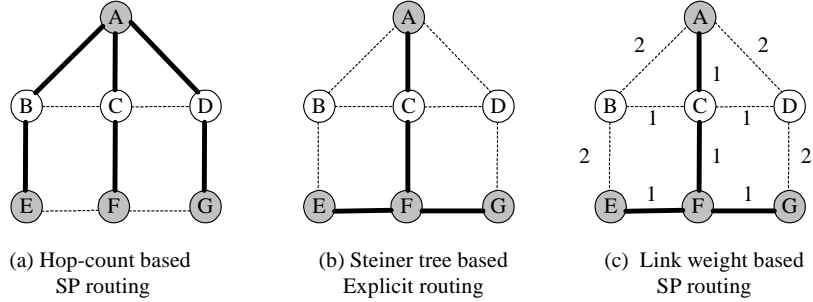 A
B
C
D
E
F
G
(a) Hop-count based
SP routing
A
B
C
D
E
F
G
(b) Steiner tree based
Explicit routing
A
2
2
1
B
C
D
1
1
2
1
2
1
1
E
F
G
(c) Link weight based
SP routing